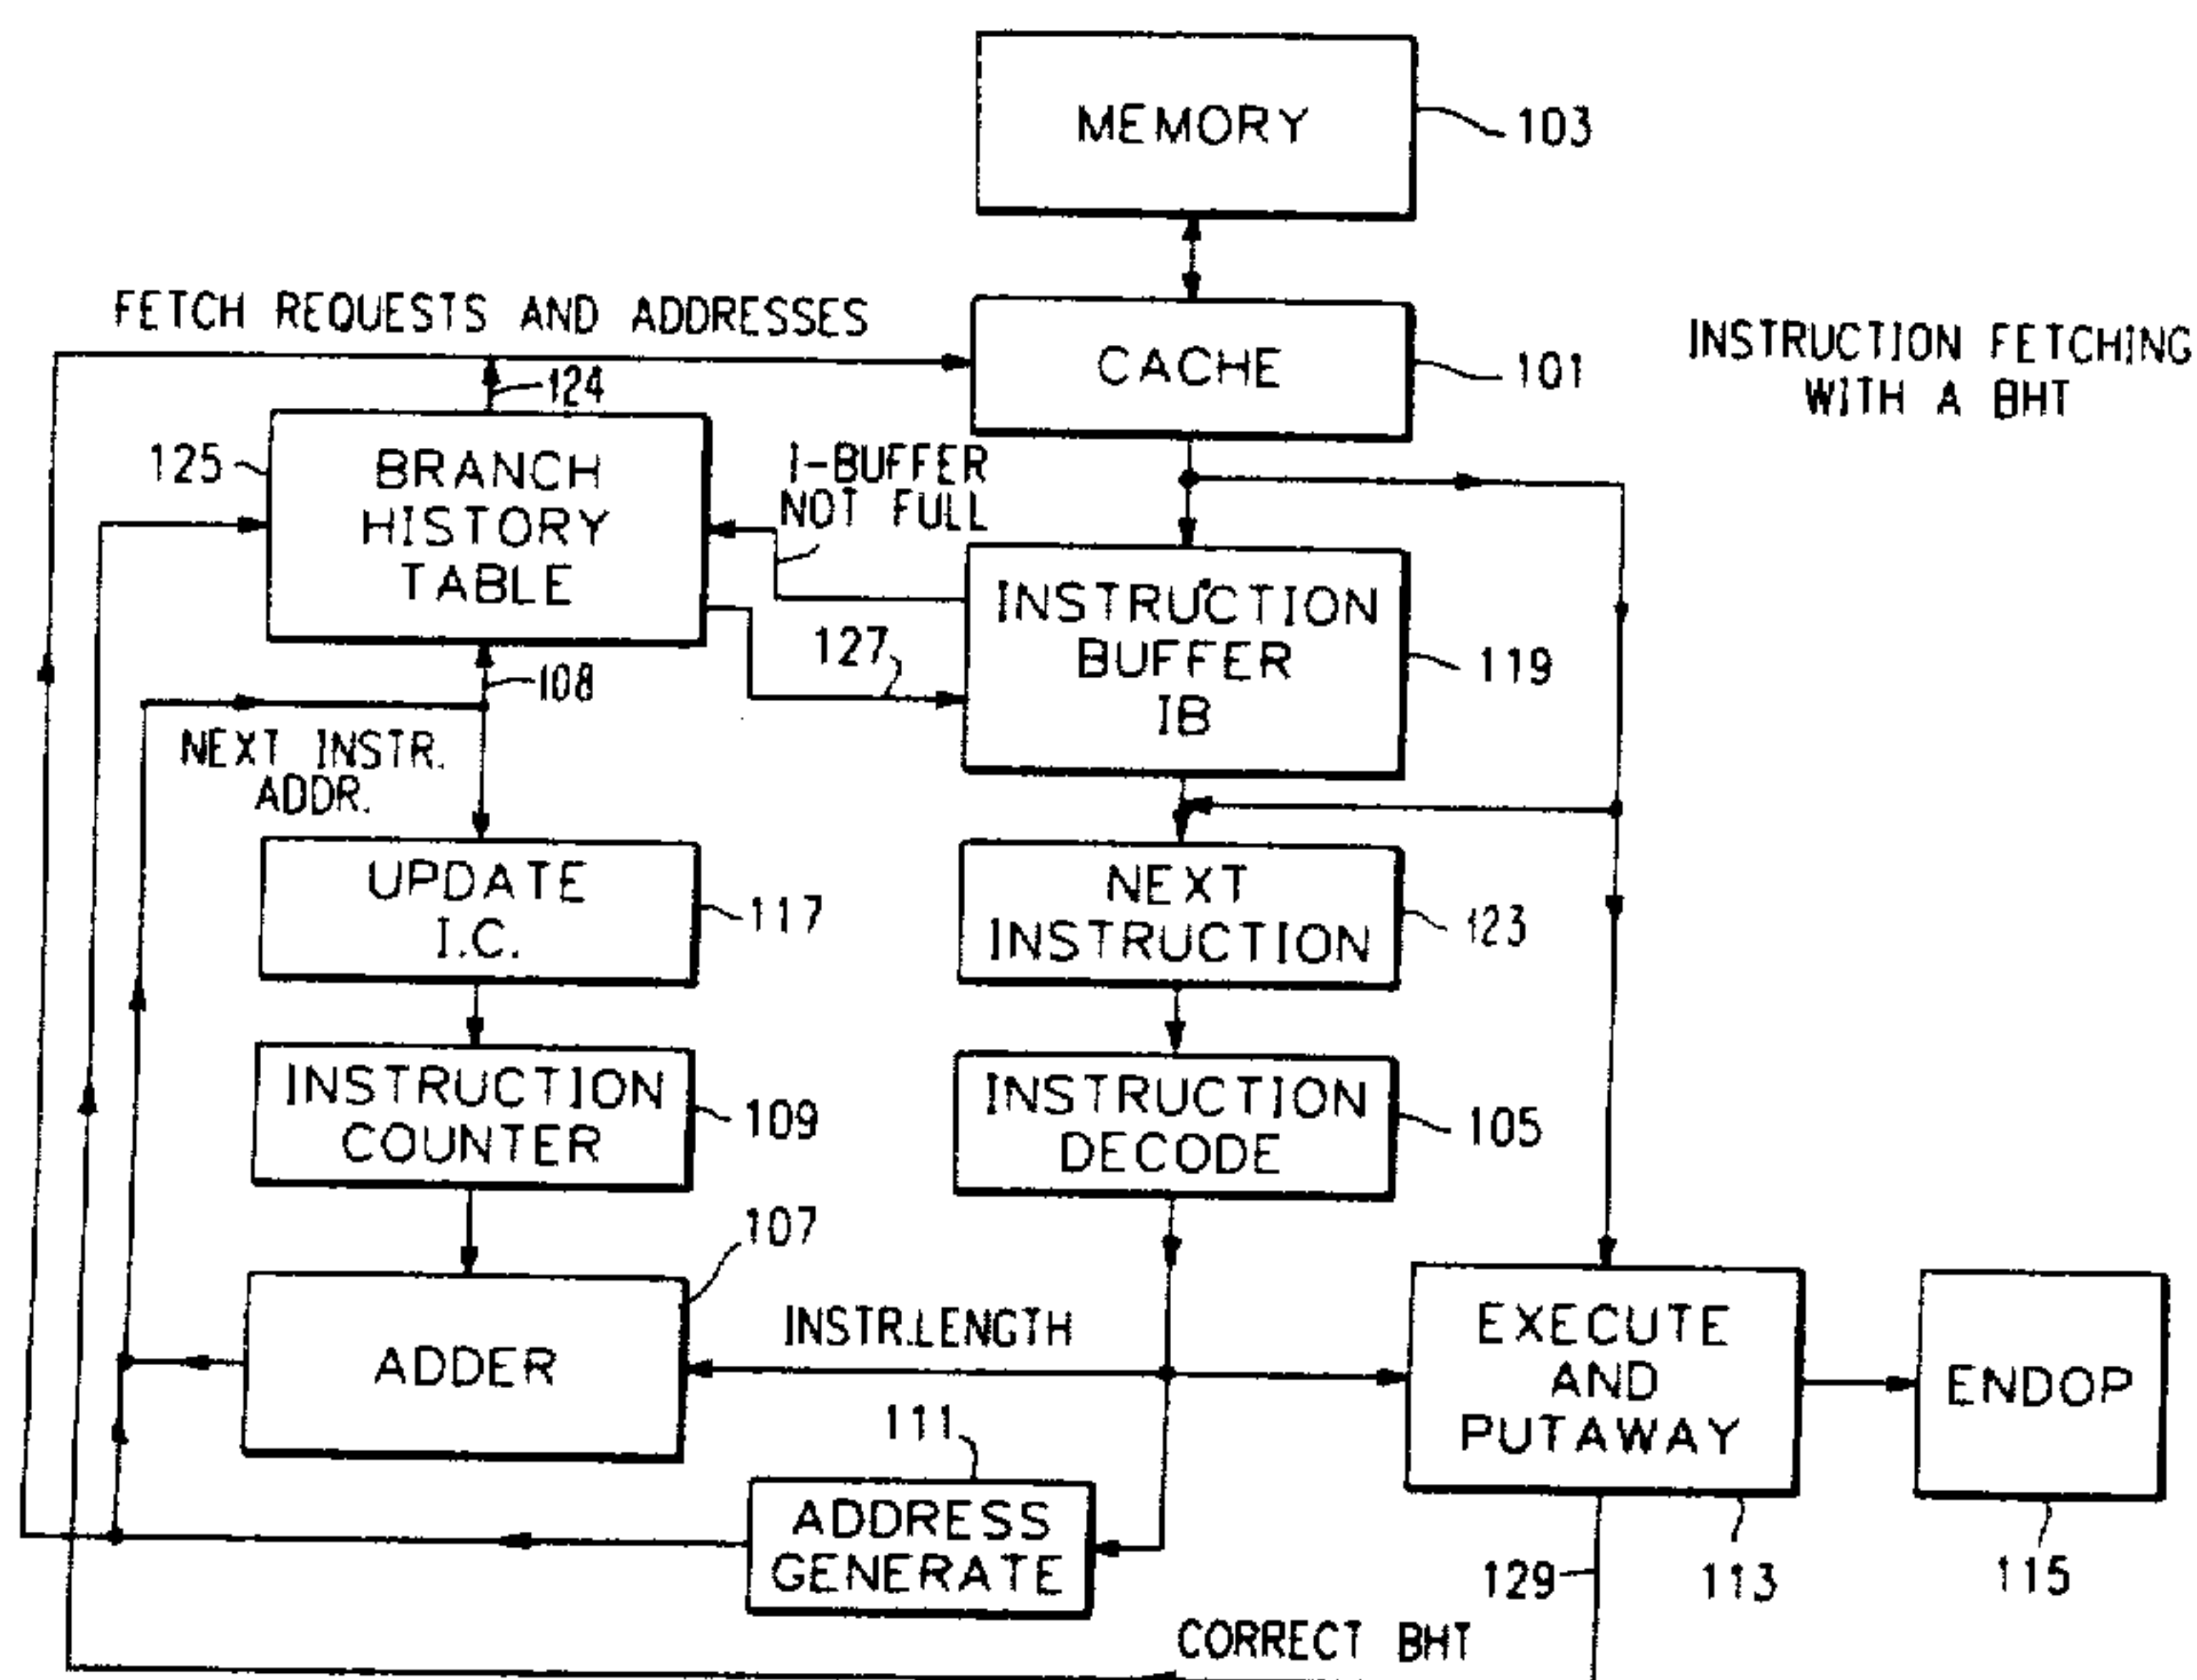 MEMORY
103
FETCH REQUESTS AND ADDRESSES
CACHE
101
INSTRUCTION FETCHING
WITH A BHT
124
125
BRANCH
HISTORY
TABLE
I-BUFFER
NOT FULL
INSTRUCTION
BUFFER
IB
119
127
108
NEXT INSTR.
ADDR.
UPDATE
I.C.
117
NEXT
INSTRUCTION
123
INSTRUCTION
COUNTER
109
INSTRUCTION
DECODE
105
107
ADDER
INSTR.LENGTH
EXECUTE
AND
PUTAWAY
ENDOP
111
ADDRESS
GENERATE
129
113
115
CORRECT BHT